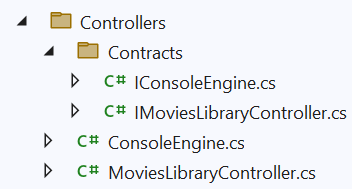 Controllers
Contracts
C# IConsoleEngine.cs
C# IMoviesLibraryController.cs
C# ConsoleEngine.cs
C# MoviesLibraryController.cs